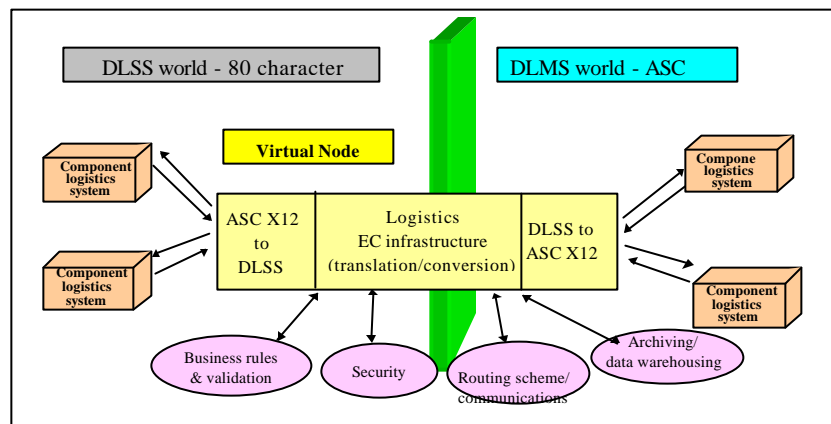 DLSS world - 80 character
DLMS world - ASC
Virtual Node
Component
logistics
system
Compone
logistics
system
ASC X12
to
DLSS
Logistics
EC infrastructure
(translation/conversion)
DLSS to
ASC X12
Component
logistics
system
Component
logistics
system
Business rules
& validation
Security
Routing scheme/
communications
Archiving/
data warehousing